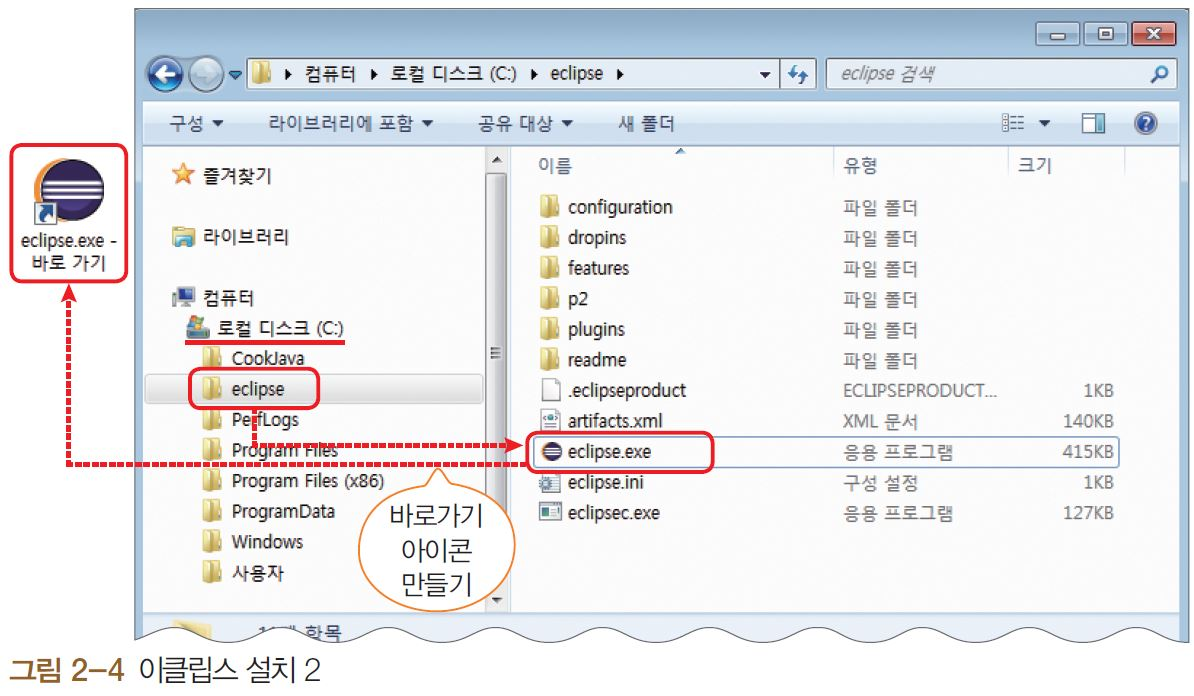 컴퓨터 로컬 디스크 (C:) eclipse
eclipse 검색
구성 라이브러리에 포함 공유 대상 새 폴더
eclipse.exe -
바로 가기
즐겨찾기
라이브러리
컴퓨터
로컬 디스크 (C:)
CookJava
eclipse
PerfLogs
Program Files
Program Files (x86)
ProgramData
Windows
사용자
이름 유형 크기
configuration 파일 폴더
dropins 파일 폴더
features 파일 폴더
p2 파일 폴더
plugins 파일 폴더
readme 파일 폴더
.eclipseproduct ECLIPSEPRODUCT... 1KB
artifacts.xml XML 문서 140KB
eclipse.exe 응용 프로그램 415KB
eclipse.ini 구성 설정 1KB
eclipsec.exe 응용 프로그램 127KB
바로가기
아이콘
만들기
항목
그림 2-4 이클립스 설치 2